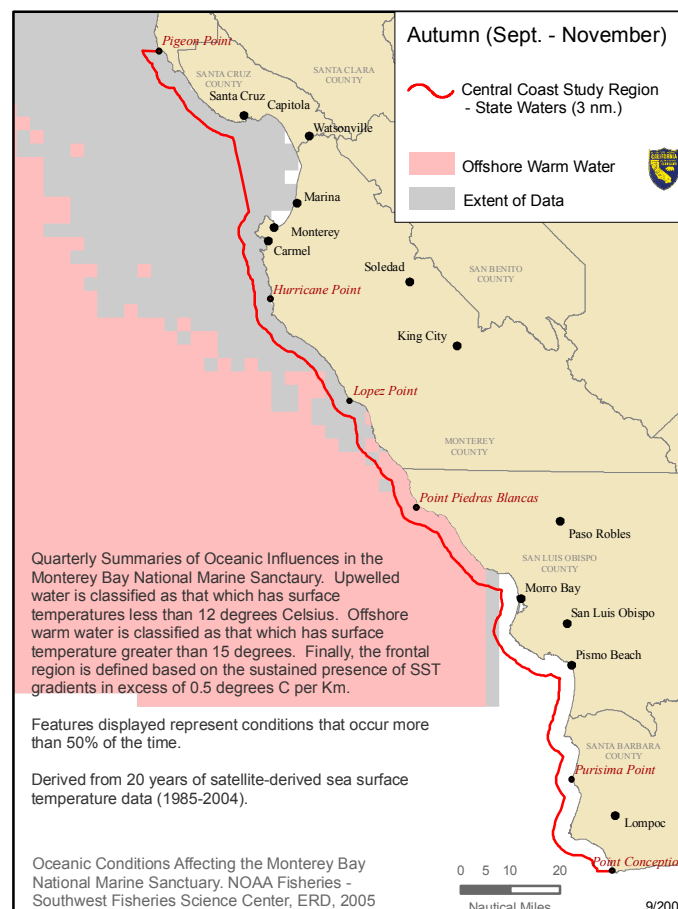 Autumn (Sept. - November)
Central Coast Study Region
- State Waters (3 nm.)
Offshore Warm Water
Extent of Data
CALIFORNIA
Pigeon Point
SANTA CRUZ
COUNTY
SANTA CLARA
COUNTY
Santa Cruz
Capitola
Watsonville
Marina
Monterey
Carmel
Soledad
SAN BENITO
COUNTY
Hurricane Point
King City
Lopez Point
MONTEREY
COUNTY
Point Piedras Blancas
Paso Robles
SAN LUIS OBISPO
COUNTY
Morro Bay
San Luis Obispo
Pismo Beach
SANTA BARBARA
COUNTY
Purisima Point
Lompoc
Point Conceptio
Quarterly Summaries of Oceanic Influences in the
Monterey Bay National Marine Sanctaury. Upwelled
water is classified as that which has surface
temperatures less than 12 degrees Celsius. Offshore
warm water is classified as that which has surface
temperature greater than 15 degrees. Finally, the frontal
region is defined based on the sustained presence of SST
gradients in excess of 0.5 degrees C per Km.
Features displayed represent conditions that occur more
than 50% of the time.
Derived from 20 years of satellite-derived sea surface
temperature data (1985-2004).
Oceanic Conditions Affecting the Monterey Bay
National Marine Sanctuary. NOAA Fisheries -
Southwest Fisheries Science Center, ERD, 2005
0 5 10 20
Nautical Miles
9/200